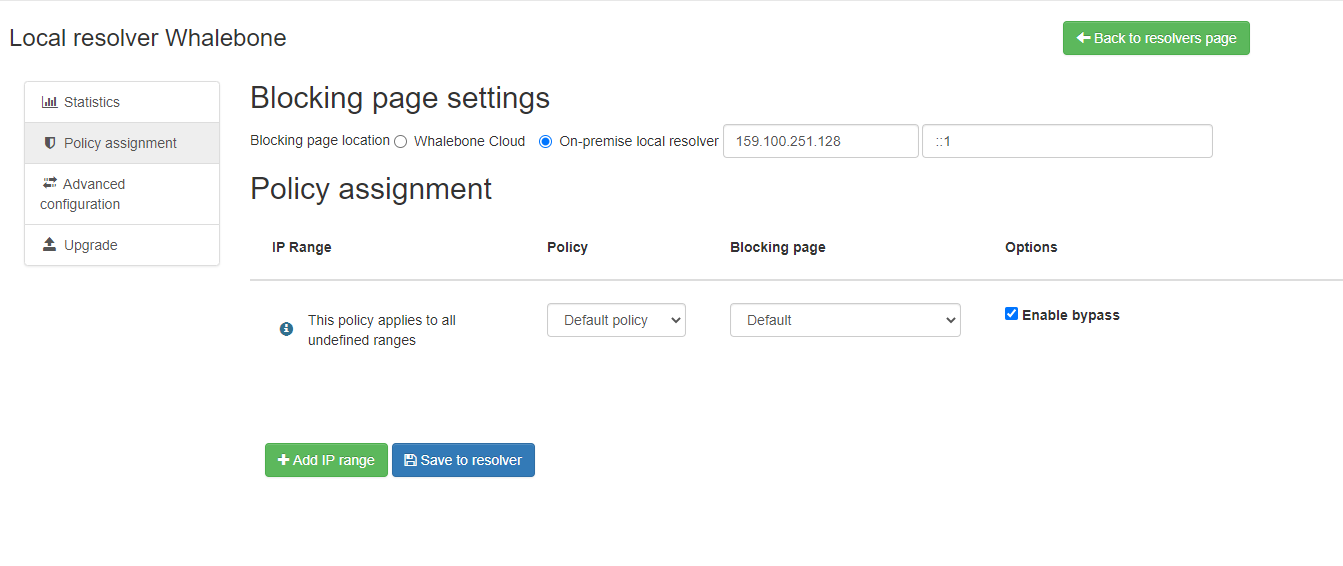 Local resolver Whalebone
Back to resolvers page
Statistics
Policy assignment
Advanced
configuration
Upgrade
Blocking page settings
Blocking page location Whalebone Cloud On-premise local resolver 159.100.251.128 ::1
Policy assignment
IP Range Policy Blocking page Options
This policy applies to all
undefined ranges
Default policy Default Enable bypass
Add IP range Save to resolver